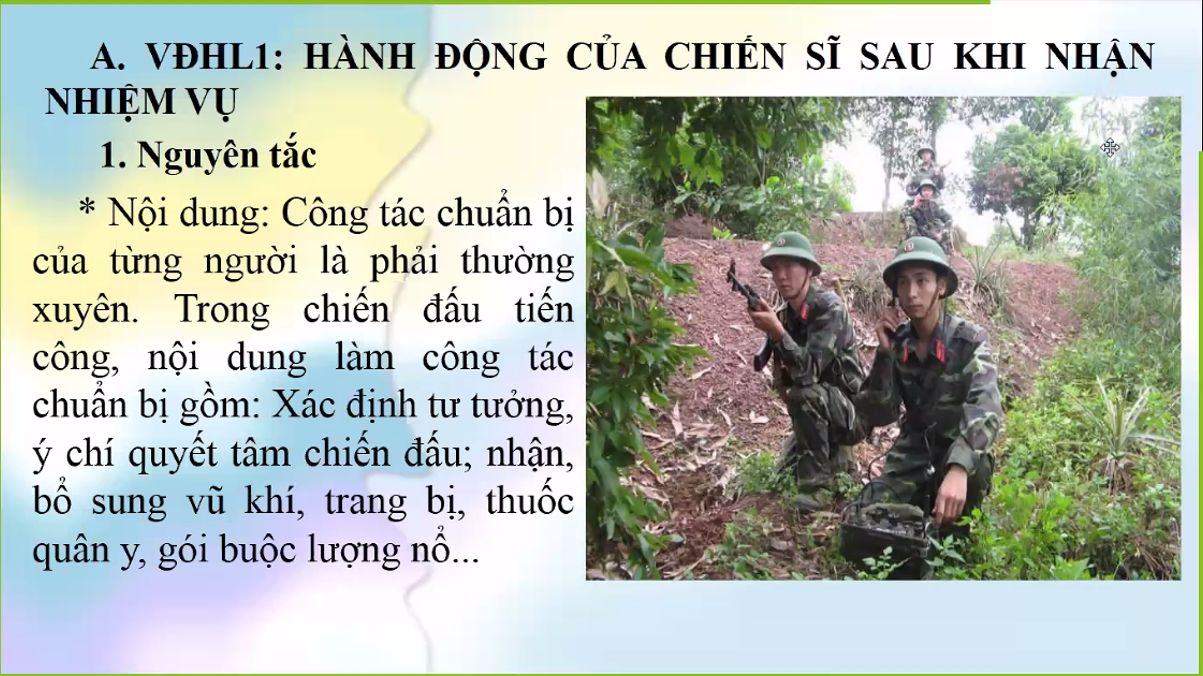 A. VĐHL1: HÀNH ĐỘNG CỦA CHIẾN SĨ SAU KHI NHẬN
NHIỆM VỤ
1. Nguyên tắc
* Nội dung: Công tác chuẩn bị
của từng người là phải thường
xuyên. Trong chiến đấu tiến
công, nội dung làm công tác
chuẩn bị gồm: Xác định tư tưởng,
ý chí quyết tâm chiến đấu; nhận,
bổ sung vũ khí, trang bị, thuốc
quân y, gói buộc lượng nổ...